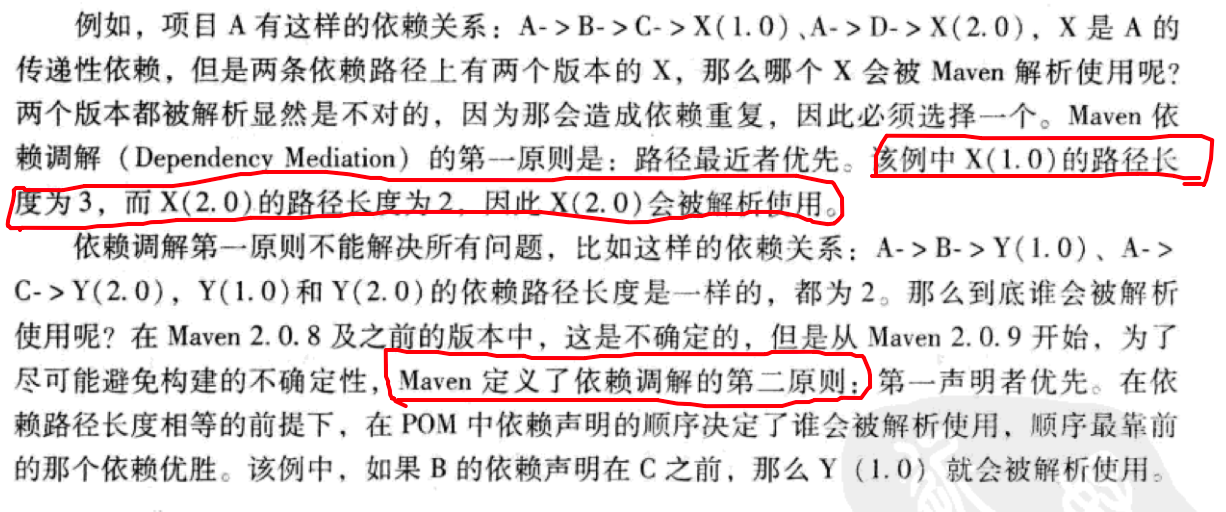 例如，项目 A 有这样的依赖关系：A->B->C->X(1.0)、A->D->X(2.0)，X 是 A 的
传递性依赖，但是两条依赖路径上有两个版本的 X，那么哪个 X 会被 Maven 解析使用呢？
两个版本都被解析显然是不对的，因为那会造成依赖重复，因此必须选择一个。Maven 依
赖调解（Dependency Mediation）的第一原则是：路径最近者优先。该例中 X(1.0)的路径长
度为3，而 X(2.0)的路径长度为2，因此 X(2.0)会被解析使用。
依赖调解第一原则不能解决所有问题，比如这样的依赖关系：A->B->Y(1.0)、A->
C->Y(2.0)，Y(1.0)和 Y(2.0)的依赖路径长度是一样的，都为 2。那么到底谁会被解析
使用呢？在 Maven 2.0.8 及之前的版本中，这是不确定的，但是从 Maven 2.0.9 开始，为了
尽可能避免构建的不确定性，Maven 定义了依赖调解的第二原则：第一声明者优先。在依
赖路径长度相等的前提下，在 POM 中依赖声明的顺序决定了谁会被解析使用，顺序最靠前
的那个依赖优胜。该例中，如果 B 的依赖声明在 C 之前，那么 Y（1.0）就会被解析使用。